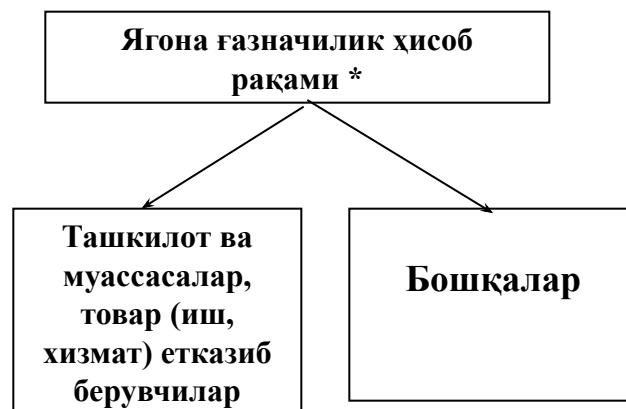 Ягона ғазначилик ҳисоб
рақами *
Ташкилот ва
муассасалар,
товар (иш,
хизмат) етказиб
берувчилар
Бошқалар